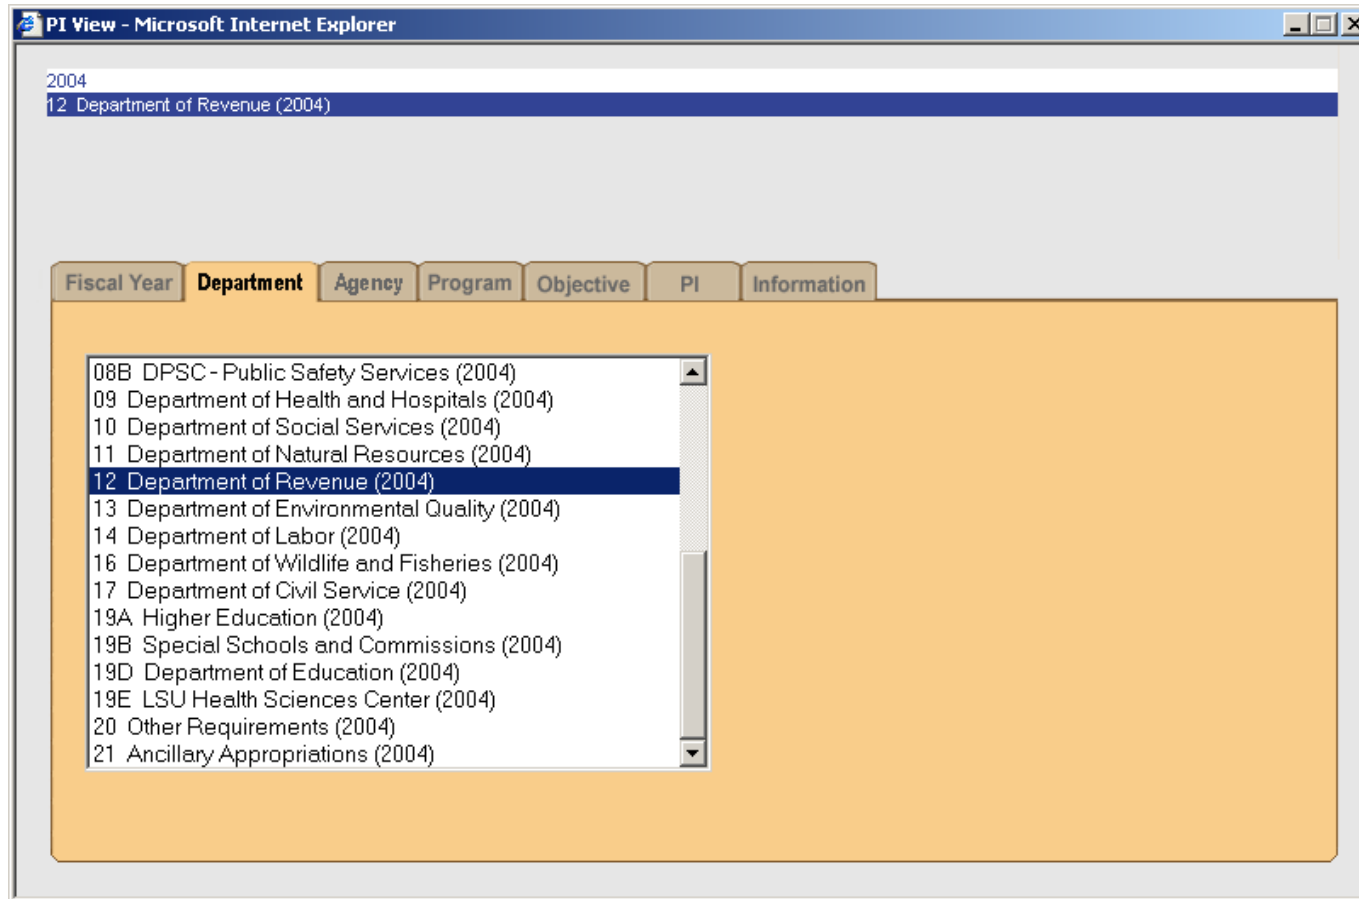 PI View - Microsoft Internet Explorer
2004
12 Department of Revenue (2004)
Fiscal Year Department Agency Program Objective PI Information
08B DPSC - Public Safety Services (2004)
09 Department of Health and Hospitals (2004)
10 Department of Social Services (2004)
11 Department of Natural Resources (2004)
12 Department of Revenue (2004)
13 Department of Environmental Quality (2004)
14 Department of Labor (2004)
16 Department of Wildlife and Fisheries (2004)
17 Department of Civil Service (2004)
19A Higher Education (2004)
19B Special Schools and Commissions (2004)
19D Department of Education (2004)
19E LSU Health Sciences Center (2004)
20 Other Requirements (2004)
21 Ancillary Appropriations (2004)